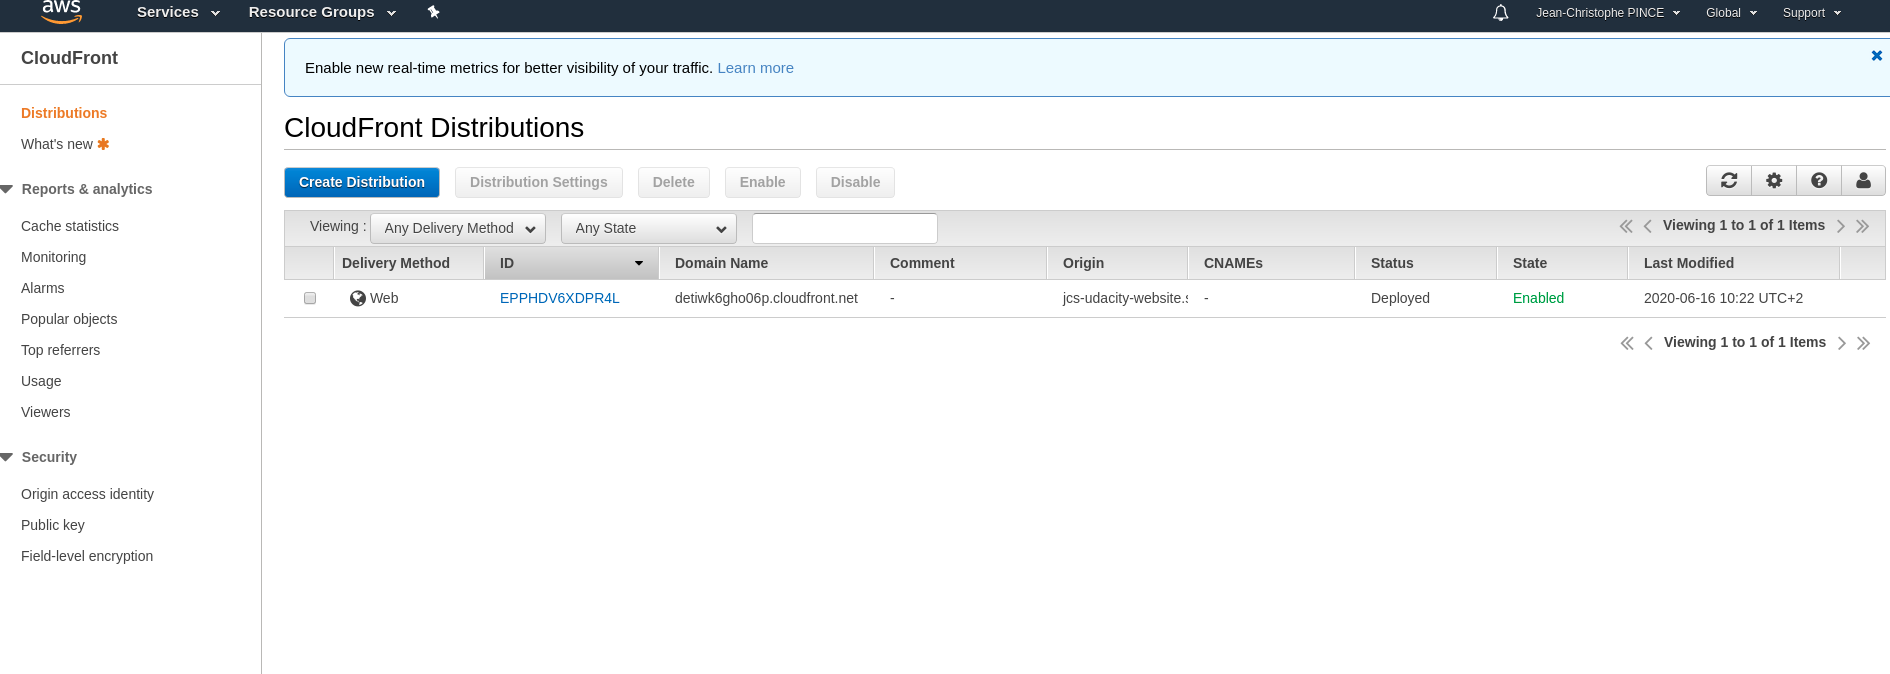 aws Services Resource Groups Jean-Christophe PINCE Global Support
CloudFront
Distributions
What's new
Reports & analytics
Cache statistics
Monitoring
Alarms
Popular objects
Top referrers
Usage
Viewers
Security
Origin access identity
Public key
Field-level encryption
Enable new real-time metrics for better visibility of your traffic. Learn more
CloudFront Distributions
Create Distribution Distribution Settings Delete Enable Disable
Viewing : Any Delivery Method Any State Viewing 1 to 1 of 1 Items
Delivery Method ID Domain Name Comment Origin CNAMEs Status State Last Modified
Web EPPHDV6XDPR4L detiwk6gho06p.cloudfront.net - jcs-udacity-website.s - Deployed Enabled 2020-06-16 10:22 UTC+2
Viewing 1 to 1 of 1 Items